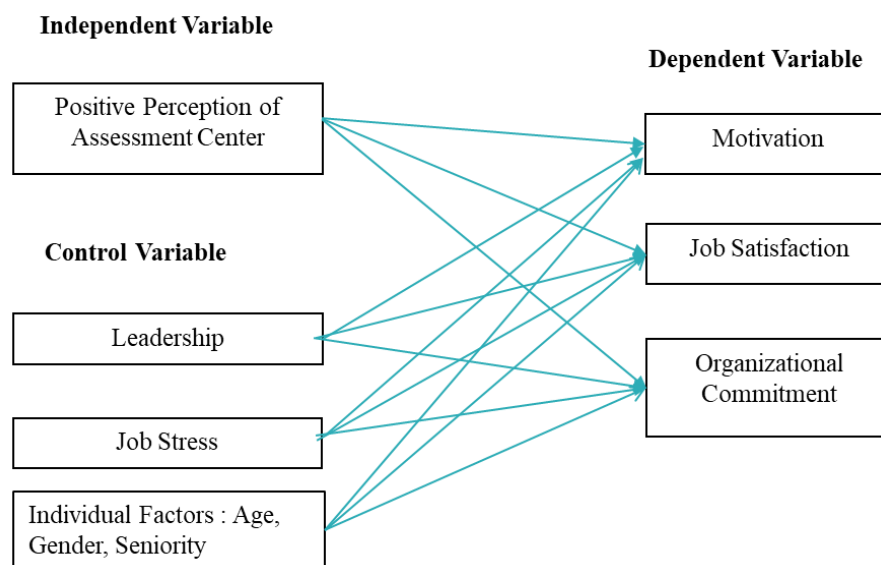 Independent Variable
Positive Perception of
Assessment Center
Control Variable
Leadership
Job Stress
Individual Factors : Age,
Gender, Seniority
Dependent Variable
Motivation
Job Satisfaction
Organizational
Commitment